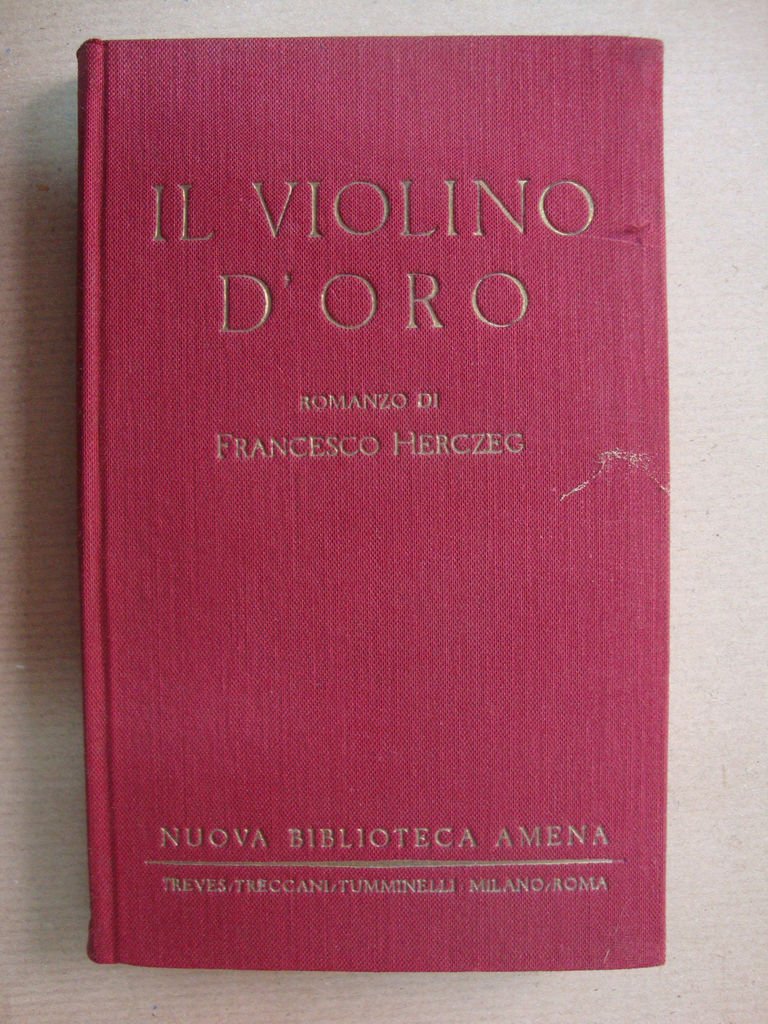 IL VIOLINO
D'ORO
ROMANZO DI
FRANCESCO HERCZEG
NUOVA BIBLIOTECA AMENA
TREVES/TRECCANI/TUMMINELLI MILANO/ROMA